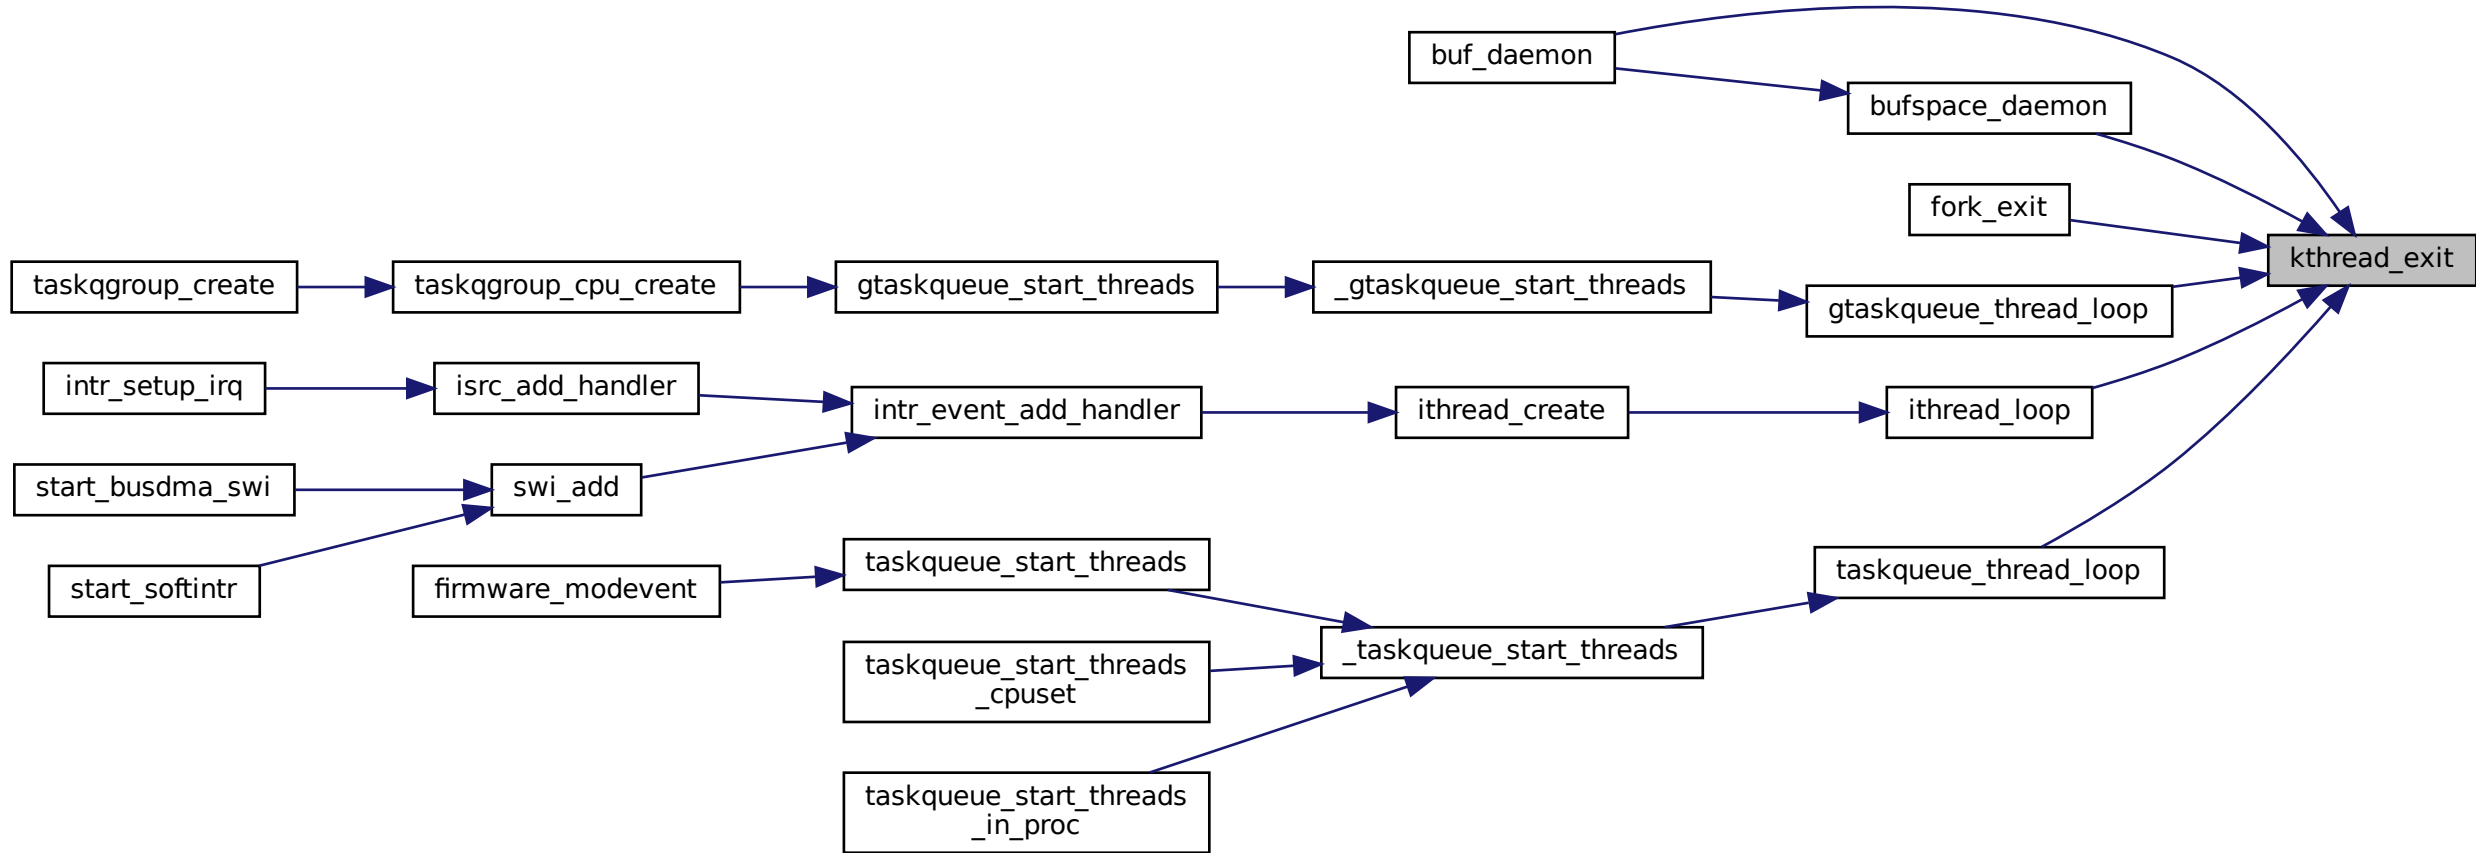 buf_daemon
bufspace_daemon
fork_exit
kthread_exit
taskqgroup_create
taskqgroup_cpu_create
gtaskqueue_start_threads
_gtaskqueue_start_threads
gtaskqueue_thread_loop
intr_setup_irq
isrc_add_handler
intr_event_add_handler
ithread_create
ithread_loop
start_busdma_swi
swi_add
start_softintr
firmware_modevent
taskqueue_start_threads
taskqueue_thread_loop
taskqueue_start_threads
_cpuset
_taskqueue_start_threads
taskqueue_start_threads
_in_proc